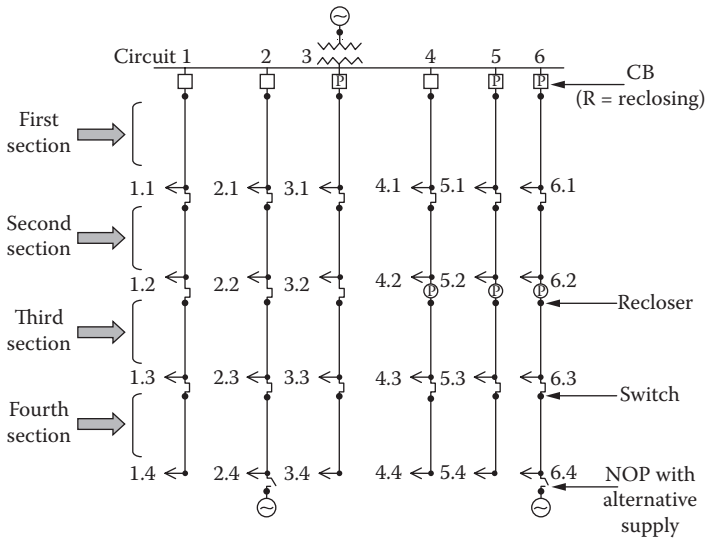 Circuit 1 2 3 4 5 6
P P P
CB
(R = reclosing)
First
section
1.1 2.1 3.1 4.1 5.1 6.1
Second
section
1.2 2.2 3.2 4.2 5.2 6.2
P P P
Recloser
Third
section
1.3 2.3 3.3 4.3 5.3 6.3
Switch
Fourth
section
1.4 2.4 3.4 4.4 5.4 6.4
NOP with
alternative
supply